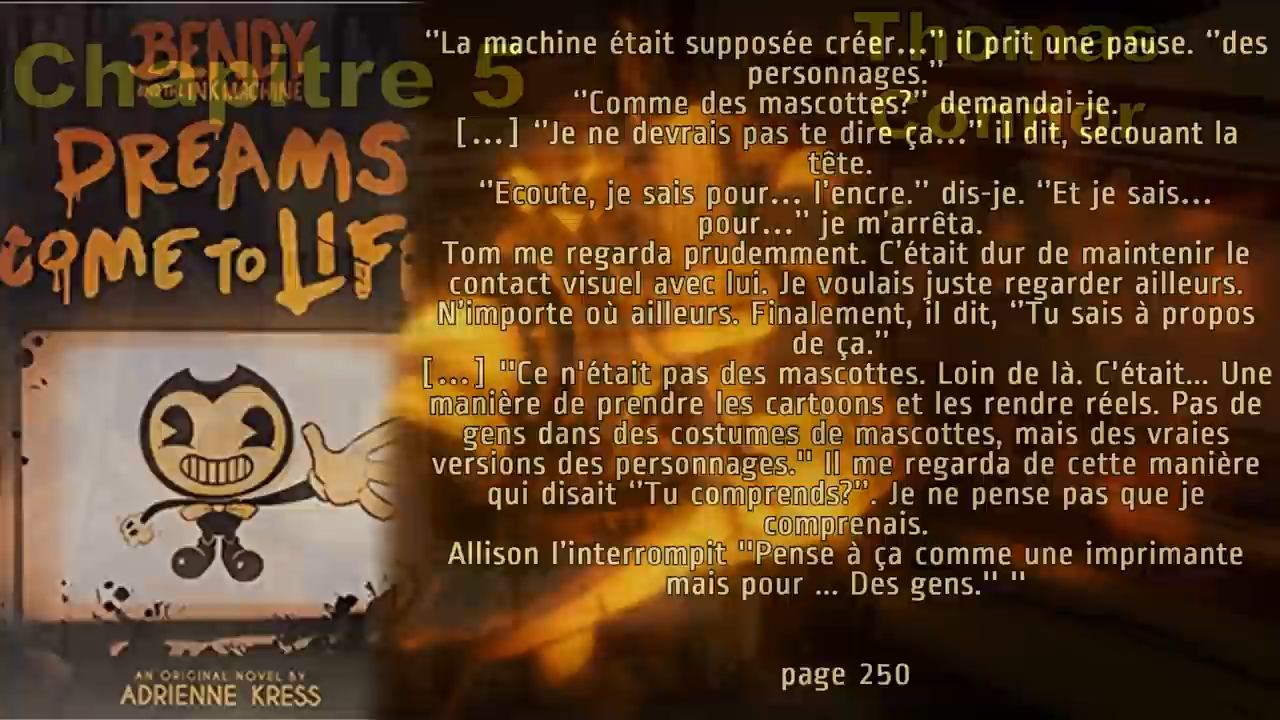 Chapitre 5
Thomas
Connor
BENDY
AND THE INK MACHINE
DREAMS
COME TO LIFE
AN ORIGINAL NOVEL BY
ADRIENNE KRESS
‘‘La machine était supposée créer...’’ il prit une pause. ‘‘des
personnages.’’
‘‘Comme des mascottes?’’ demandai-je.
[...] ‘‘Je ne devrais pas te dire ça...’’ il dit, secouant la
tête.
‘‘Ecoute, je sais pour... l'encre.’’ dis-je. ‘‘Et je sais...
pour...’’ je m'arrêta.
Tom me regarda prudemment. C'était dur de maintenir le
contact visuel avec lui. Je voulais juste regarder ailleurs.
N'importe où ailleurs. Finalement, il dit, ‘‘Tu sais à propos
de ça.’’
[...] "Ce n'était pas des mascottes. Loin de là. C'était... Une
manière de prendre les cartoons et les rendre réels. Pas de
gens dans des costumes de mascottes, mais des vraies
versions des personnages." Il me regarda de cette manière
qui disait ‘‘Tu comprends?’’. Je ne pense pas que je
comprenais.
Allison l'interrompit "Pense à ça comme une imprimante
mais pour ... Des gens." "
page 250